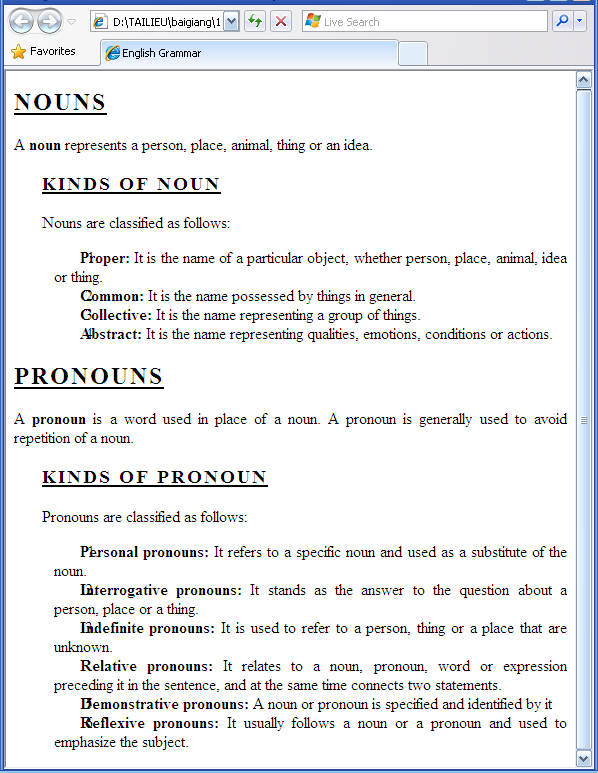 D:\TAILIEU\baigiang\1
Live Search
Favorites
English Grammar
NOUNS
A noun represents a person, place, animal, thing or an idea.
KINDS OF NOUN
Nouns are classified as follows:
Proper: It is the name of a particular object, whether person, place, animal, idea
or thing.
Common: It is the name possessed by things in general.
Collective: It is the name representing a group of things.
Abstract: It is the name representing qualities, emotions, conditions or actions.
PRONOUNS
A pronoun is a word used in place of a noun. A pronoun is generally used to avoid
repetition of a noun.
KINDS OF PRONOUN
Pronouns are classified as follows:
Personal pronouns: It refers to a specific noun and used as a substitute of the
noun.
Interrogative pronouns: It stands as the answer to the question about a
person, place or a thing.
Indefinite pronouns: It is used to refer to a person, thing or a place that are
unknown.
Relative pronouns: It relates to a noun, pronoun, word or expression
preceding it in the sentence, and at the same time connects two statements.
Demonstrative pronouns: A noun or pronoun is specified and identified by it
Reflexive pronouns: It usually follows a noun or a pronoun and used to
emphasize the subject.